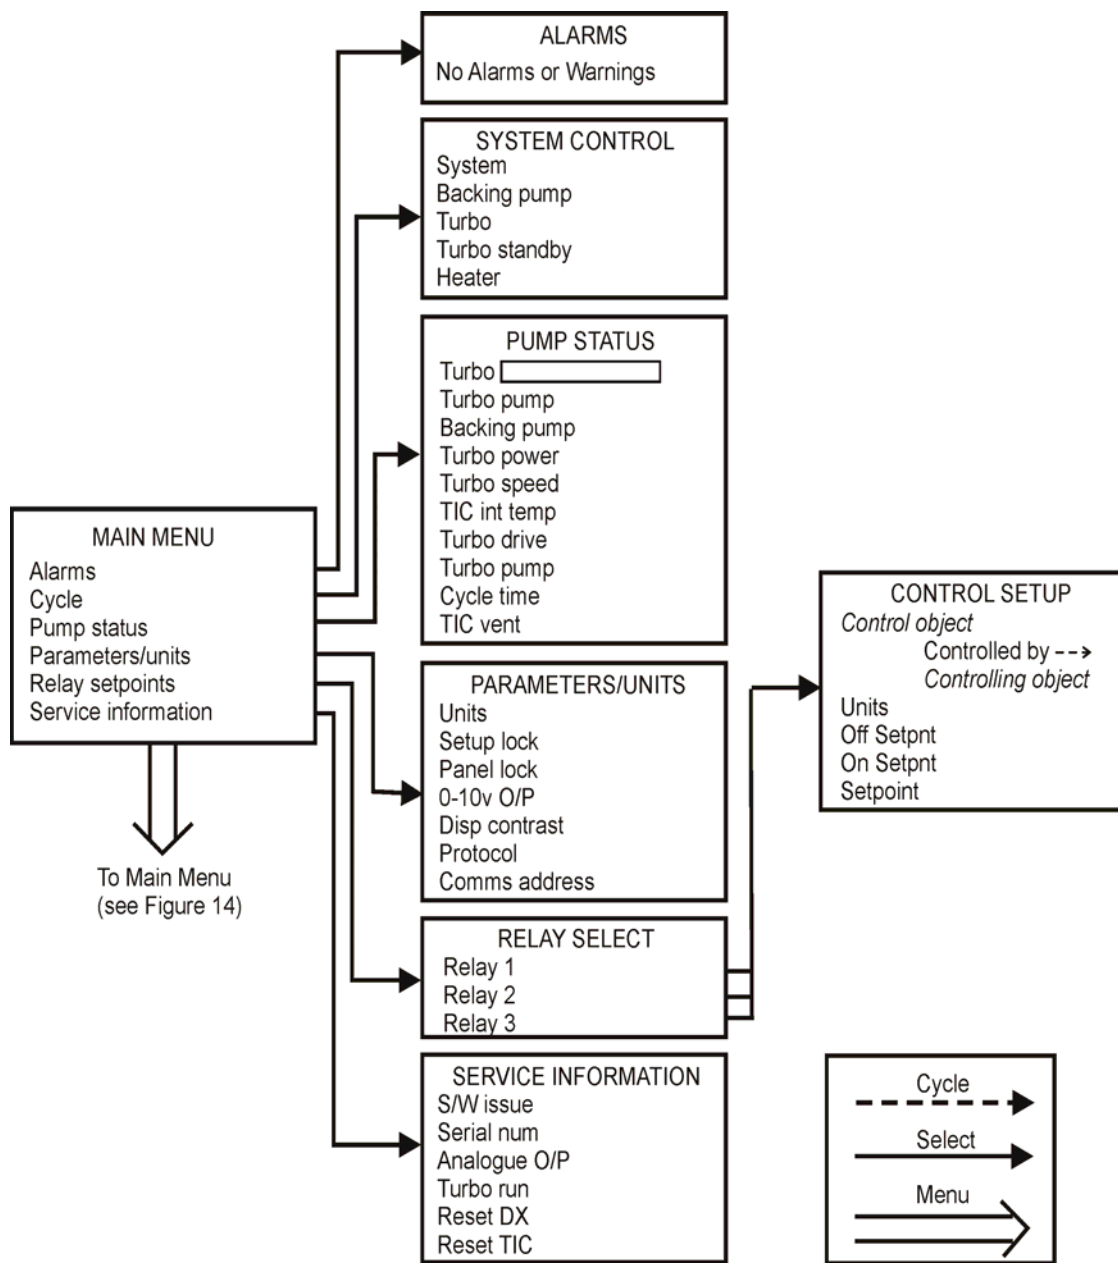 ALARMS
No Alarms or Warnings
SYSTEM CONTROL
System
Backing pump
Turbo
Turbo standby
Heater
PUMP STATUS
Turbo
Turbo pump
Backing pump
Turbo power
Turbo speed
TIC int temp
Turbo drive
Turbo pump
Cycle time
TIC vent
MAIN MENU
Alarms
Cycle
Pump status
Parameters/units
Relay setpoints
Service information
To Main Menu
(see Figure 14)
PARAMETERS/UNITS
Units
Setup lock
Panel lock
0-10v O/P
Disp contrast
Protocol
Comms address
CONTROL SETUP
Control object
Controlled by
Controlling object
Units
Off Setpnt
On Setpnt
Setpoint
RELAY SELECT
Relay 1
Relay 2
Relay 3
SERVICE INFORMATION
S/W issue
Serial num
Analogue O/P
Turbo run
Reset DX
Reset TIC
Cycle
Select
Menu